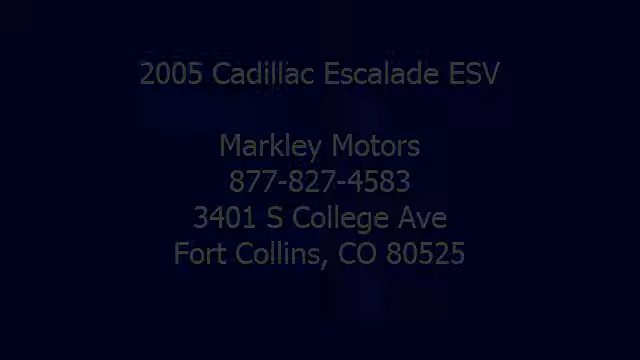 2005 Cadillac Escalade ESV
Markley Motors
877-827-4583
3401 S College Ave
Fort Collins, CO 80525